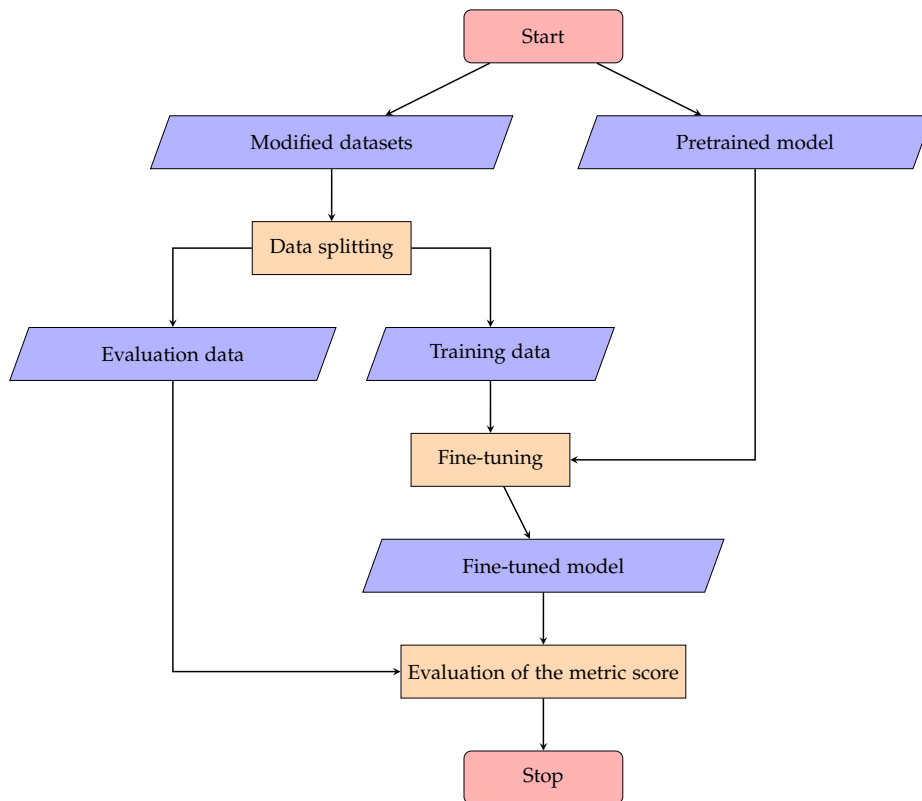 Start
Modified datasets
Pretrained model
Data splitting
Evaluation data
Training data
Fine-tuning
Fine-tuned model
Evaluation of the metric score
Stop